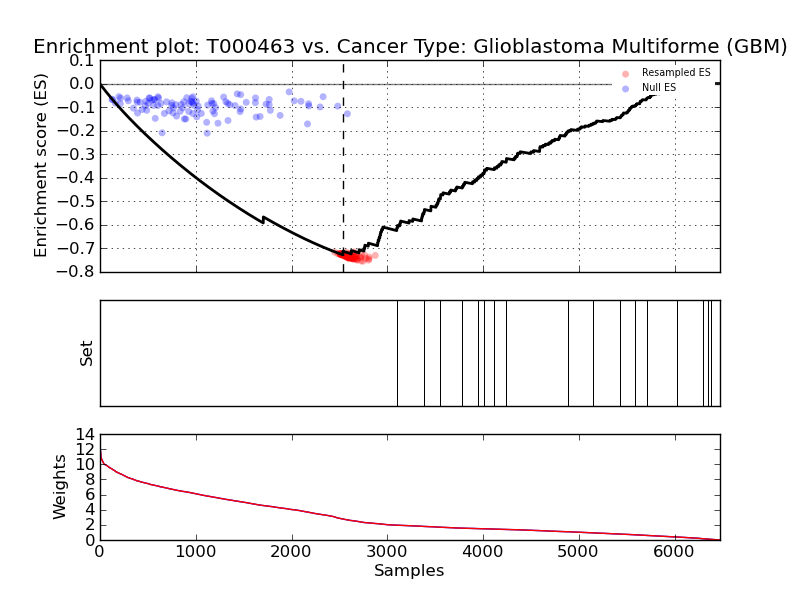 Enrichment plot: T000463 vs. Cancer Type: Glioblastoma Multiforme (GBM)
0.1
0.0
−0.1
−0.2
−0.3
−0.4
−0.5
−0.6
−0.7
−0.8
Enrichment score (ES)
Resampled ES
Null ES
Set
14
12
10
8
6
4
2
0
Weights
0 1000 2000 3000 4000 5000 6000
Samples